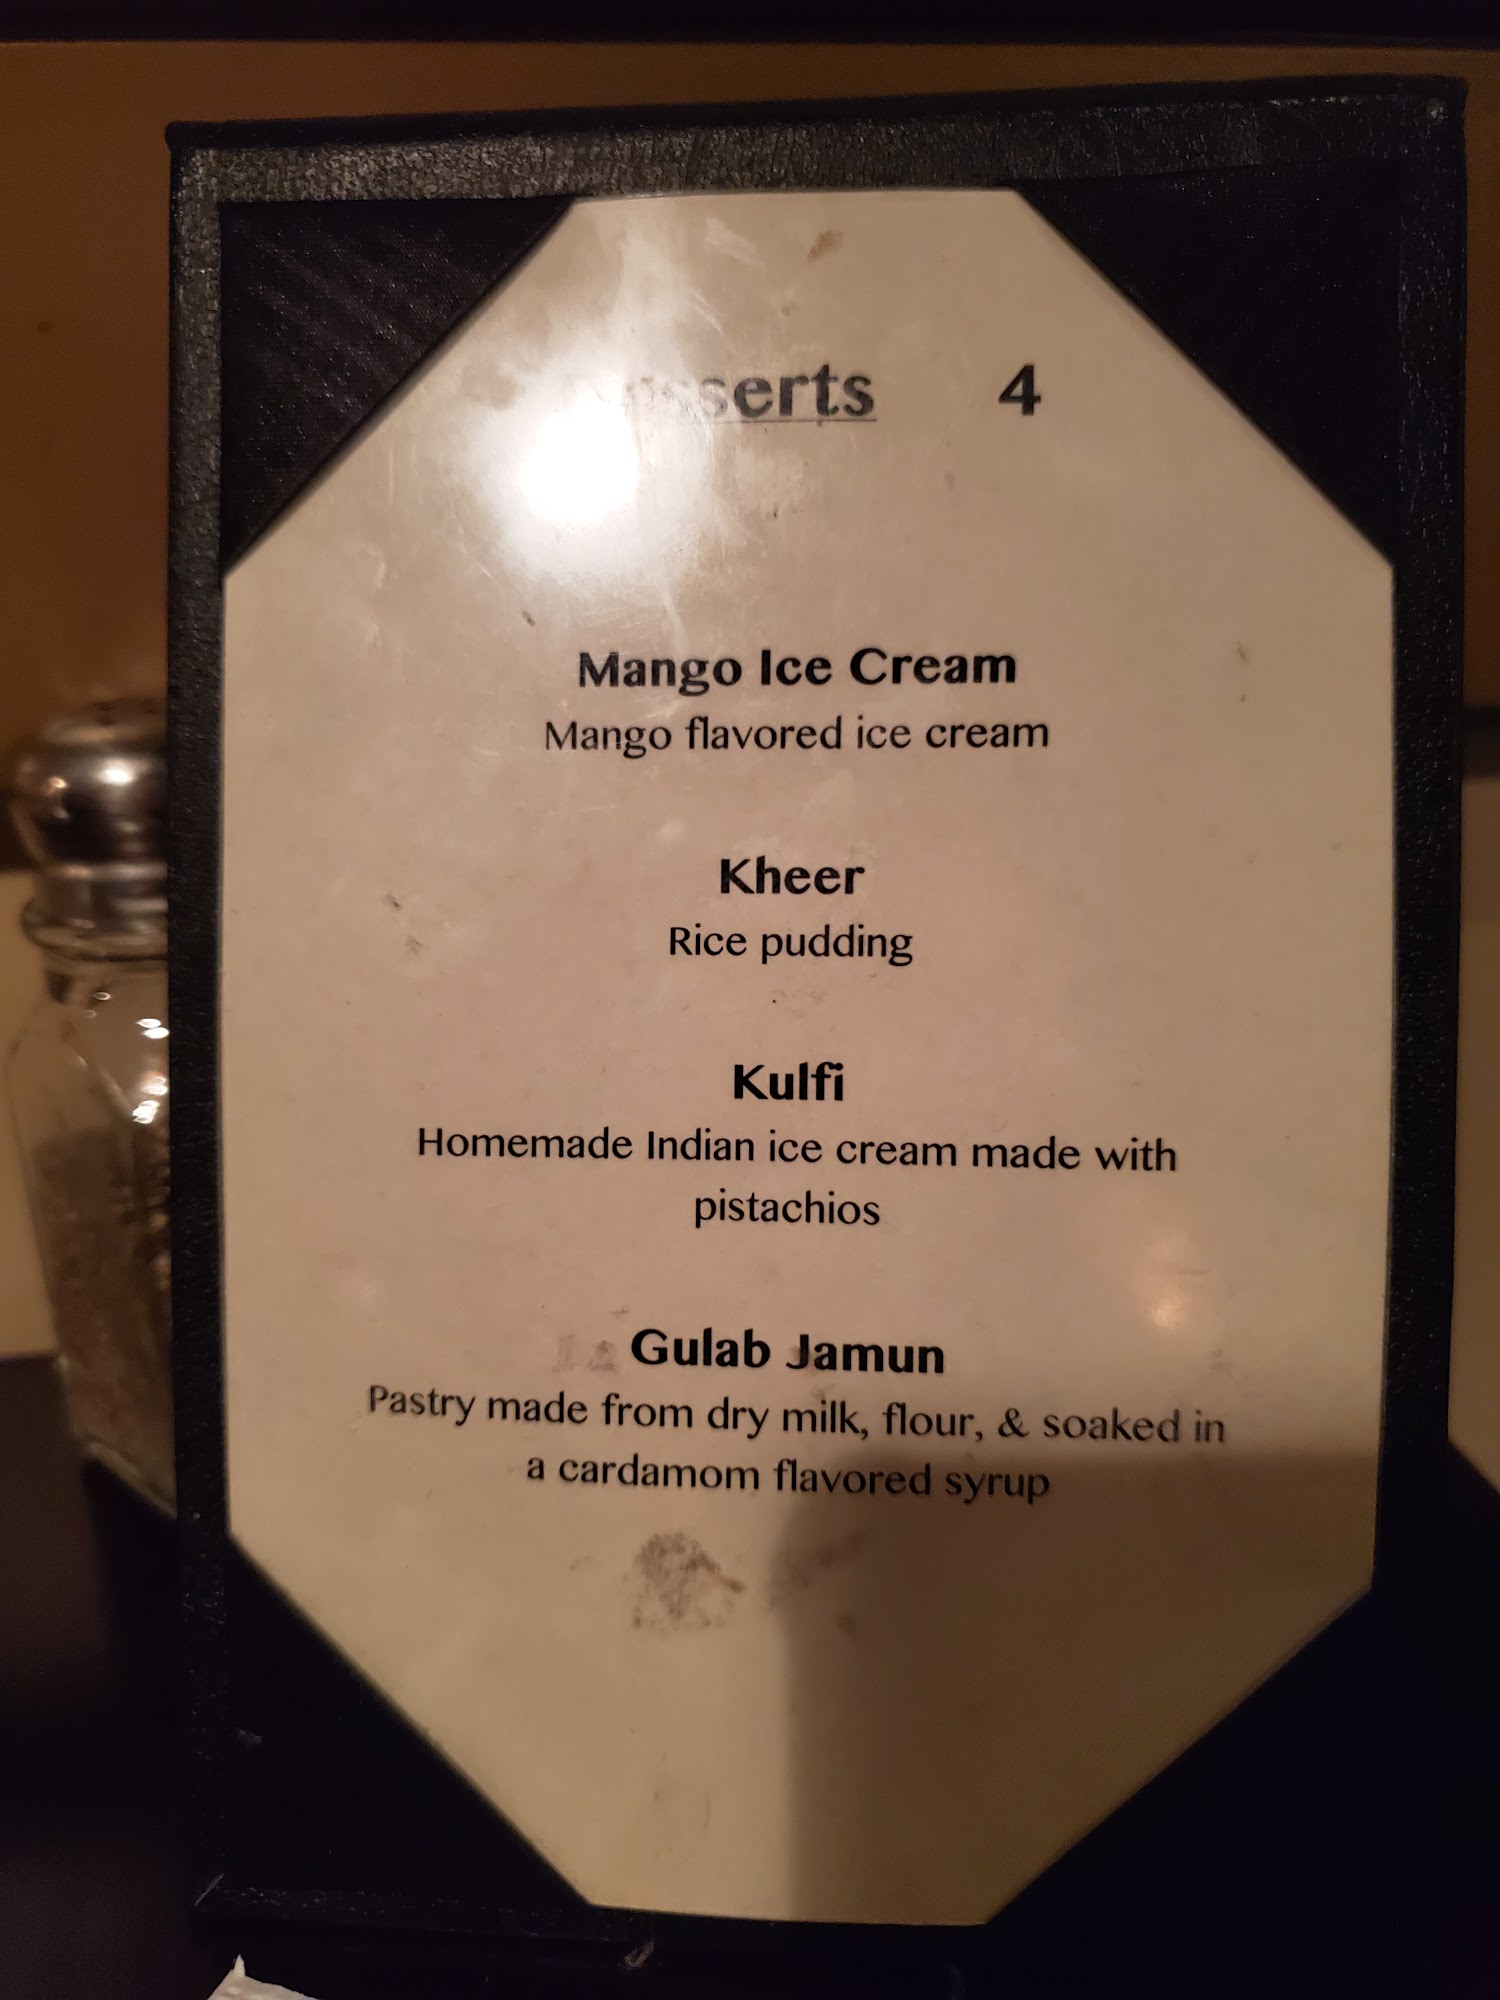 Desserts 4
Mango Ice Cream
Mango flavored ice cream
Kheer
Rice pudding
Kulfi
Homemade Indian ice cream made with
pistachios
Gulab Jamun
Pastry made from dry milk, flour, & soaked in
a cardamom flavored syrup